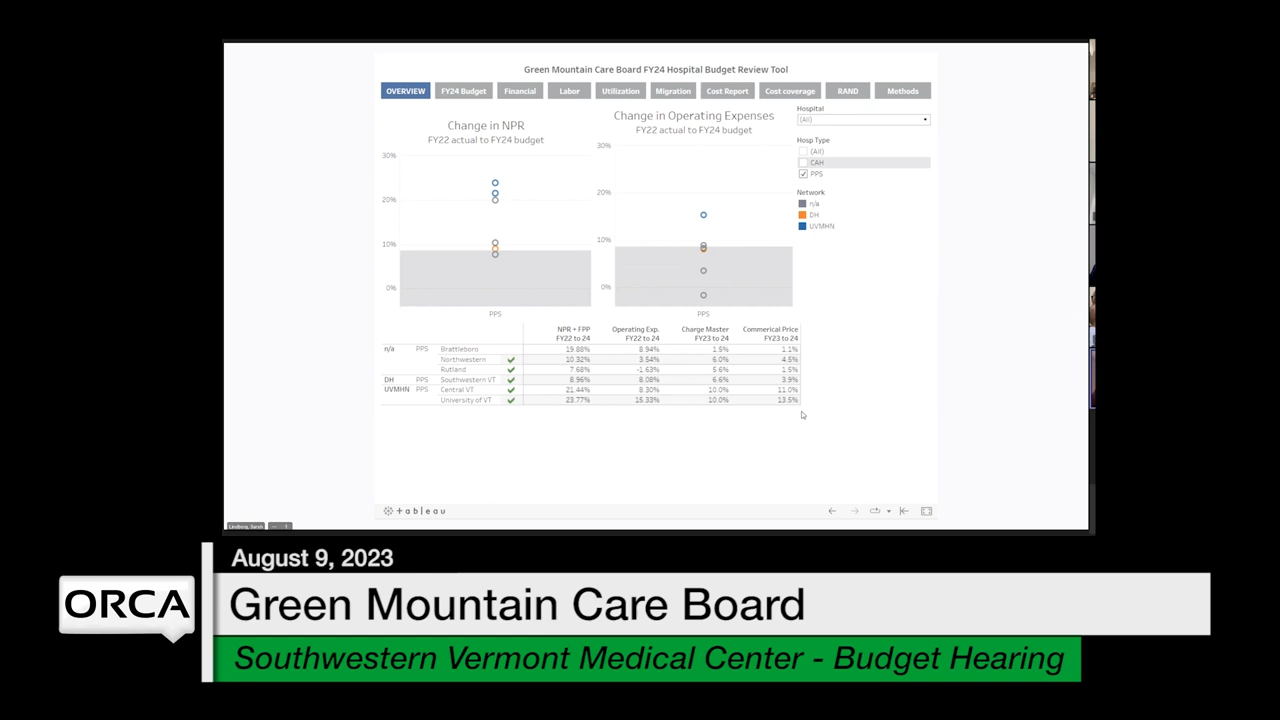 Green Mountain Care Board FY24 Hospital Budget Review Tool
OVERVIEW FY24 Budget Financial Labor Utilization Migration Cost Report Cost coverage RAND Methods
Change in NPR
FY22 actual to FY24 budget
30%
20%
10%
0%
PPS
Change in Operating Expenses
FY22 actual to FY24 budget
30%
20%
10%
0%
PPS
Hospital
(All)
Hosp Type
(All)
CAH
PPS
Network
n/a
DH
UVMHN
NPR + FPP Operating Exp. Charge Master Commerical Price
FY22 to 24 FY22 to 24 FY23 to 24 FY23 to 24
n/a PPS Brattleboro 19.88% 8.94% 1.5% 1.1%
Northwestern ✔ 10.32% 3.54% 6.0% 4.5%
Rutland ✔ 7.68% -1.63% 5.6% 1.5%
DH PPS Southwestern VT ✔ 8.96% 8.08% 6.6% 3.9%
UVMHN PPS Central VT ✔ 21.44% 8.30% 10.0% 11.0%
University of VT ✔ 23.77% 15.33% 10.0% 13.5%
+ableau
Lindberg, Sarah
August 9, 2023
ORCA
Green Mountain Care Board
Southwestern Vermont Medical Center - Budget Hearing